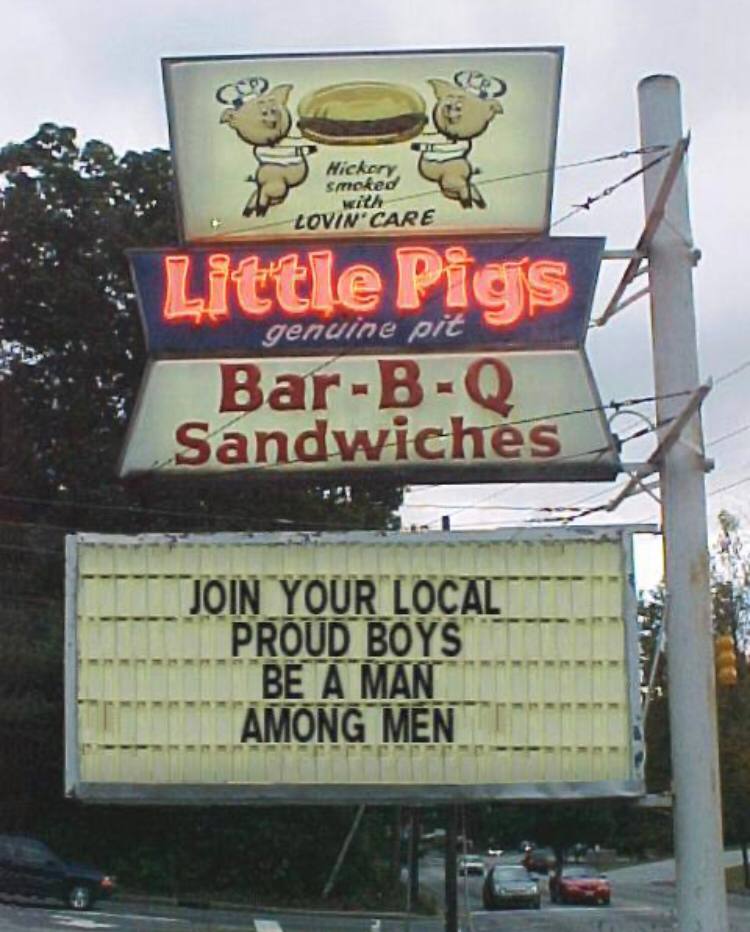 Hickory
smoked
with
LOVIN' CARE
Little Pigs
genuine pit
Bar-B-Q
Sandwiches
JOIN YOUR LOCAL
PROUD BOYS
BE A MAN
AMONG MEN